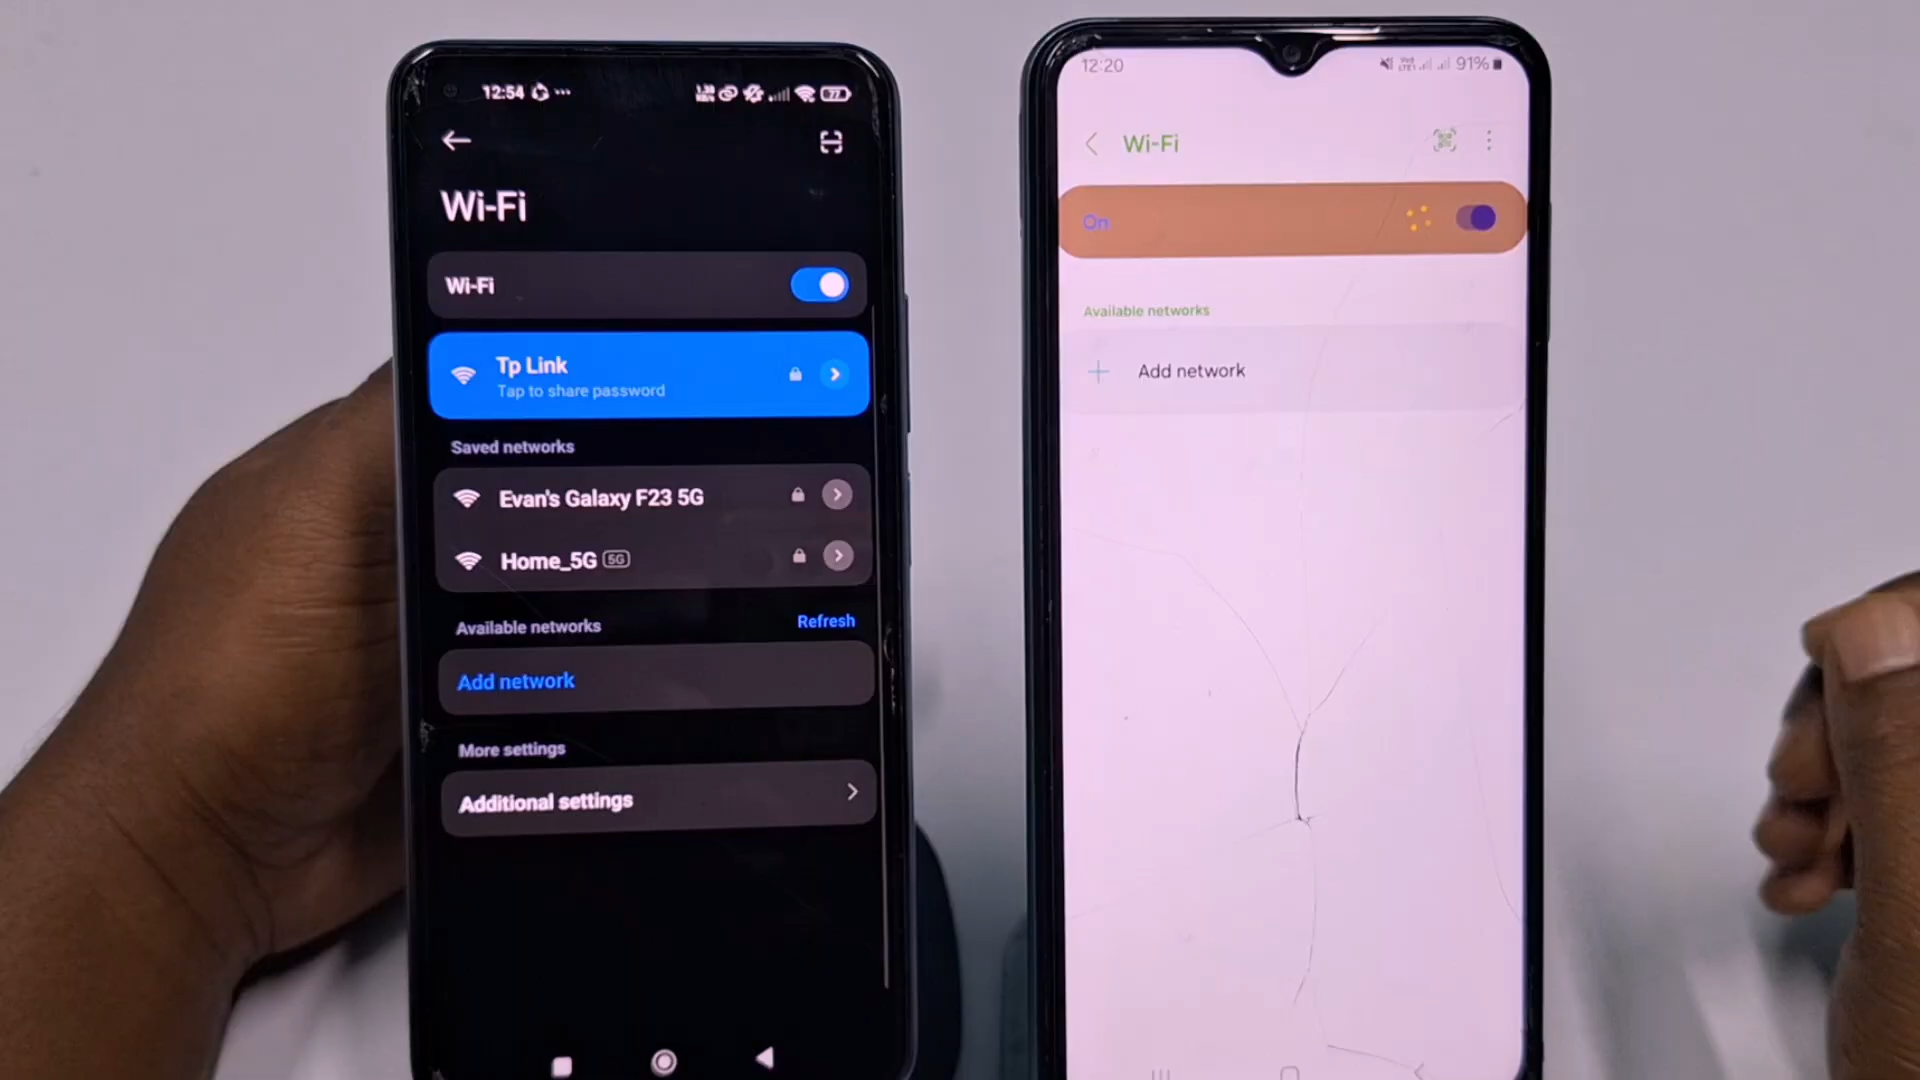 12:54
77
Wi-Fi
Wi-Fi
Tp Link
Tap to share password
Saved networks
Evan's Galaxy F23 5G
Home_5G 5G
Available networks
Refresh
Add network
More settings
Additional settings
12:20
91%
Wi-Fi
On
Available networks
Add network